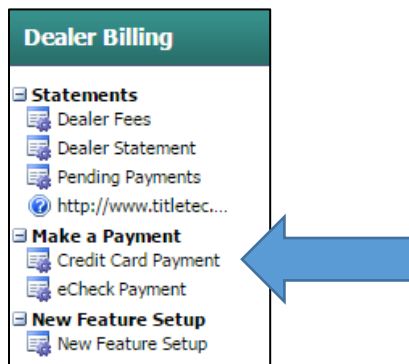 Dealer Billing
Statements
Dealer Fees
Dealer Statement
Pending Payments
http://www.titletec....
Make a Payment
Credit Card Payment
eCheck Payment
New Feature Setup
New Feature Setup